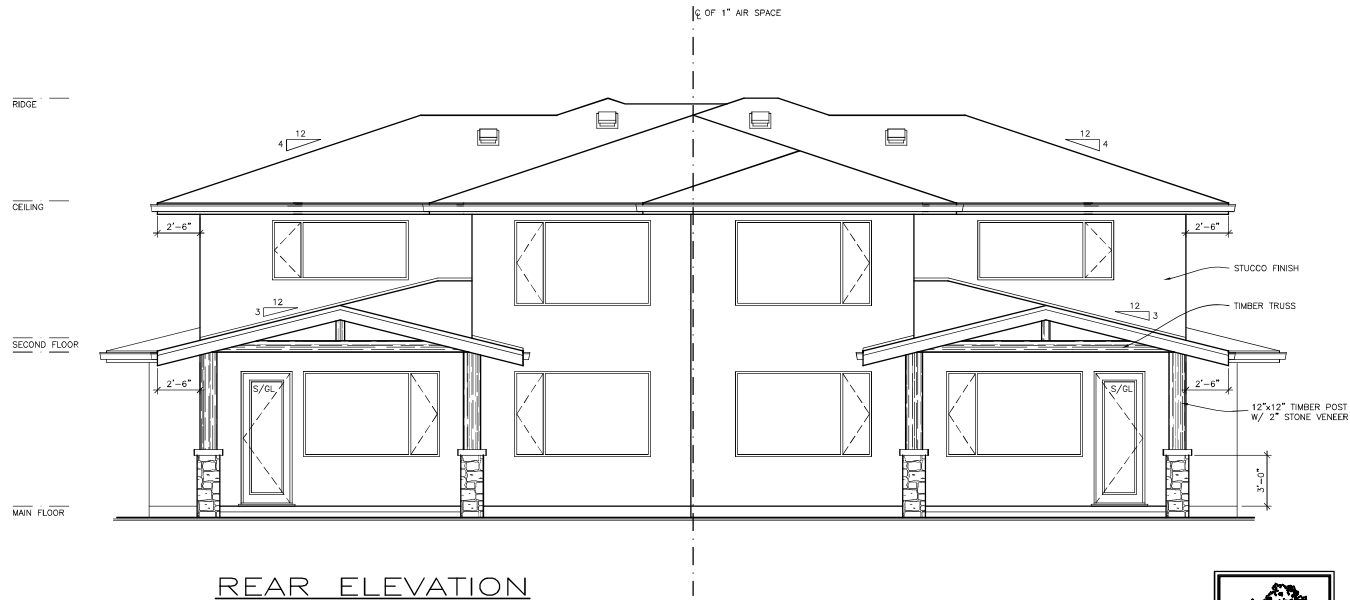 ℄ OF 1" AIR SPACE
RIDGE
12
4
12
4
CEILING
2'-6"
2'-6"
STUCCO FINISH
12
3
12
3
TIMBER TRUSS
SECOND FLOOR
2'-6"
S/GL
S/GL
2'-6"
12"x12" TIMBER POST
W/ 2" STONE VENEER
3'-0"
MAIN FLOOR
REAR ELEVATION